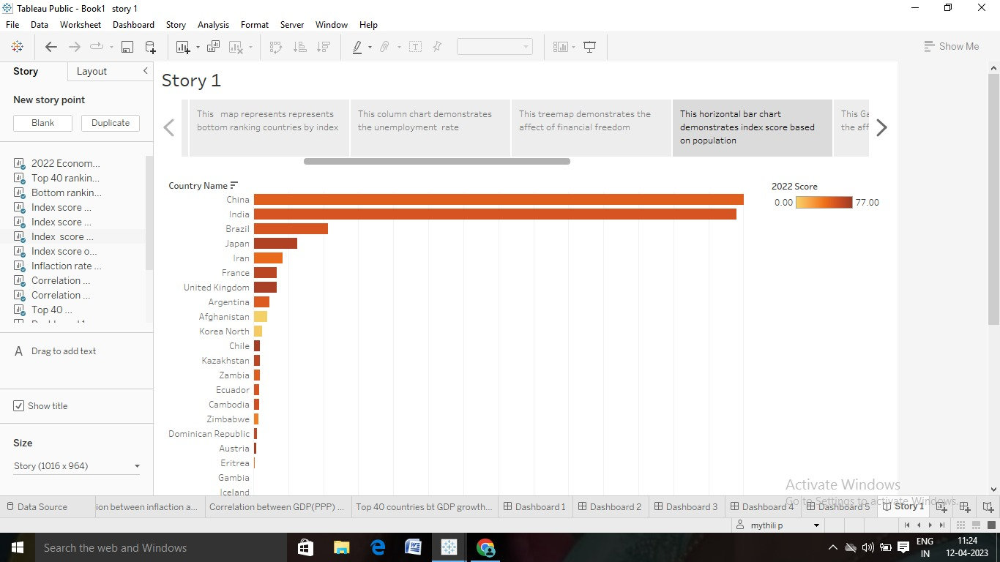 Tableau Public - Book1 story 1
File Data Worksheet Dashboard Story Analysis Format Server Window Help
Show Me
Story Layout
New story point
Blank Duplicate
2022 Econom...
Top 40 rankin...
Bottom rankin...
Index score ...
Index score ...
Index score ...
Index score o...
Inflaction rate ...
Correlation ...
Correlation ...
Top 40 ...
A Drag to add text
Show title
Size
Story (1016 x 964)
Story 1
This map represents represents
bottom ranking countries by index
This column chart demonstrates
the unemployment rate
This treemap demonstrates the
affect of financial freedom
This horizontal bar chart
demonstrates index score based
on population
This Ga
the aff
Country Name
China
India
Brazil
Japan
Iran
France
United Kingdom
Argentina
Afghanistan
Korea North
Chile
Kazakhstan
Zambia
Ecuador
Cambodia
Zimbabwe
Dominican Republic
Austria
Eritrea
Gambia
Iceland
2022 Score
0.00 77.00
Activate Windows
Go to Settings to activate Windows.
Data Source ion between inflaction a... Correlation between GDP(PPP) ... Top 40 countries bt GDP growth... Dashboard 1 Dashboard 2 Dashboard 3 Dashboard 4 Dashboard 5 Story 1
mythili p
Search the web and Windows
ENG
IN
11:24
12-04-2023